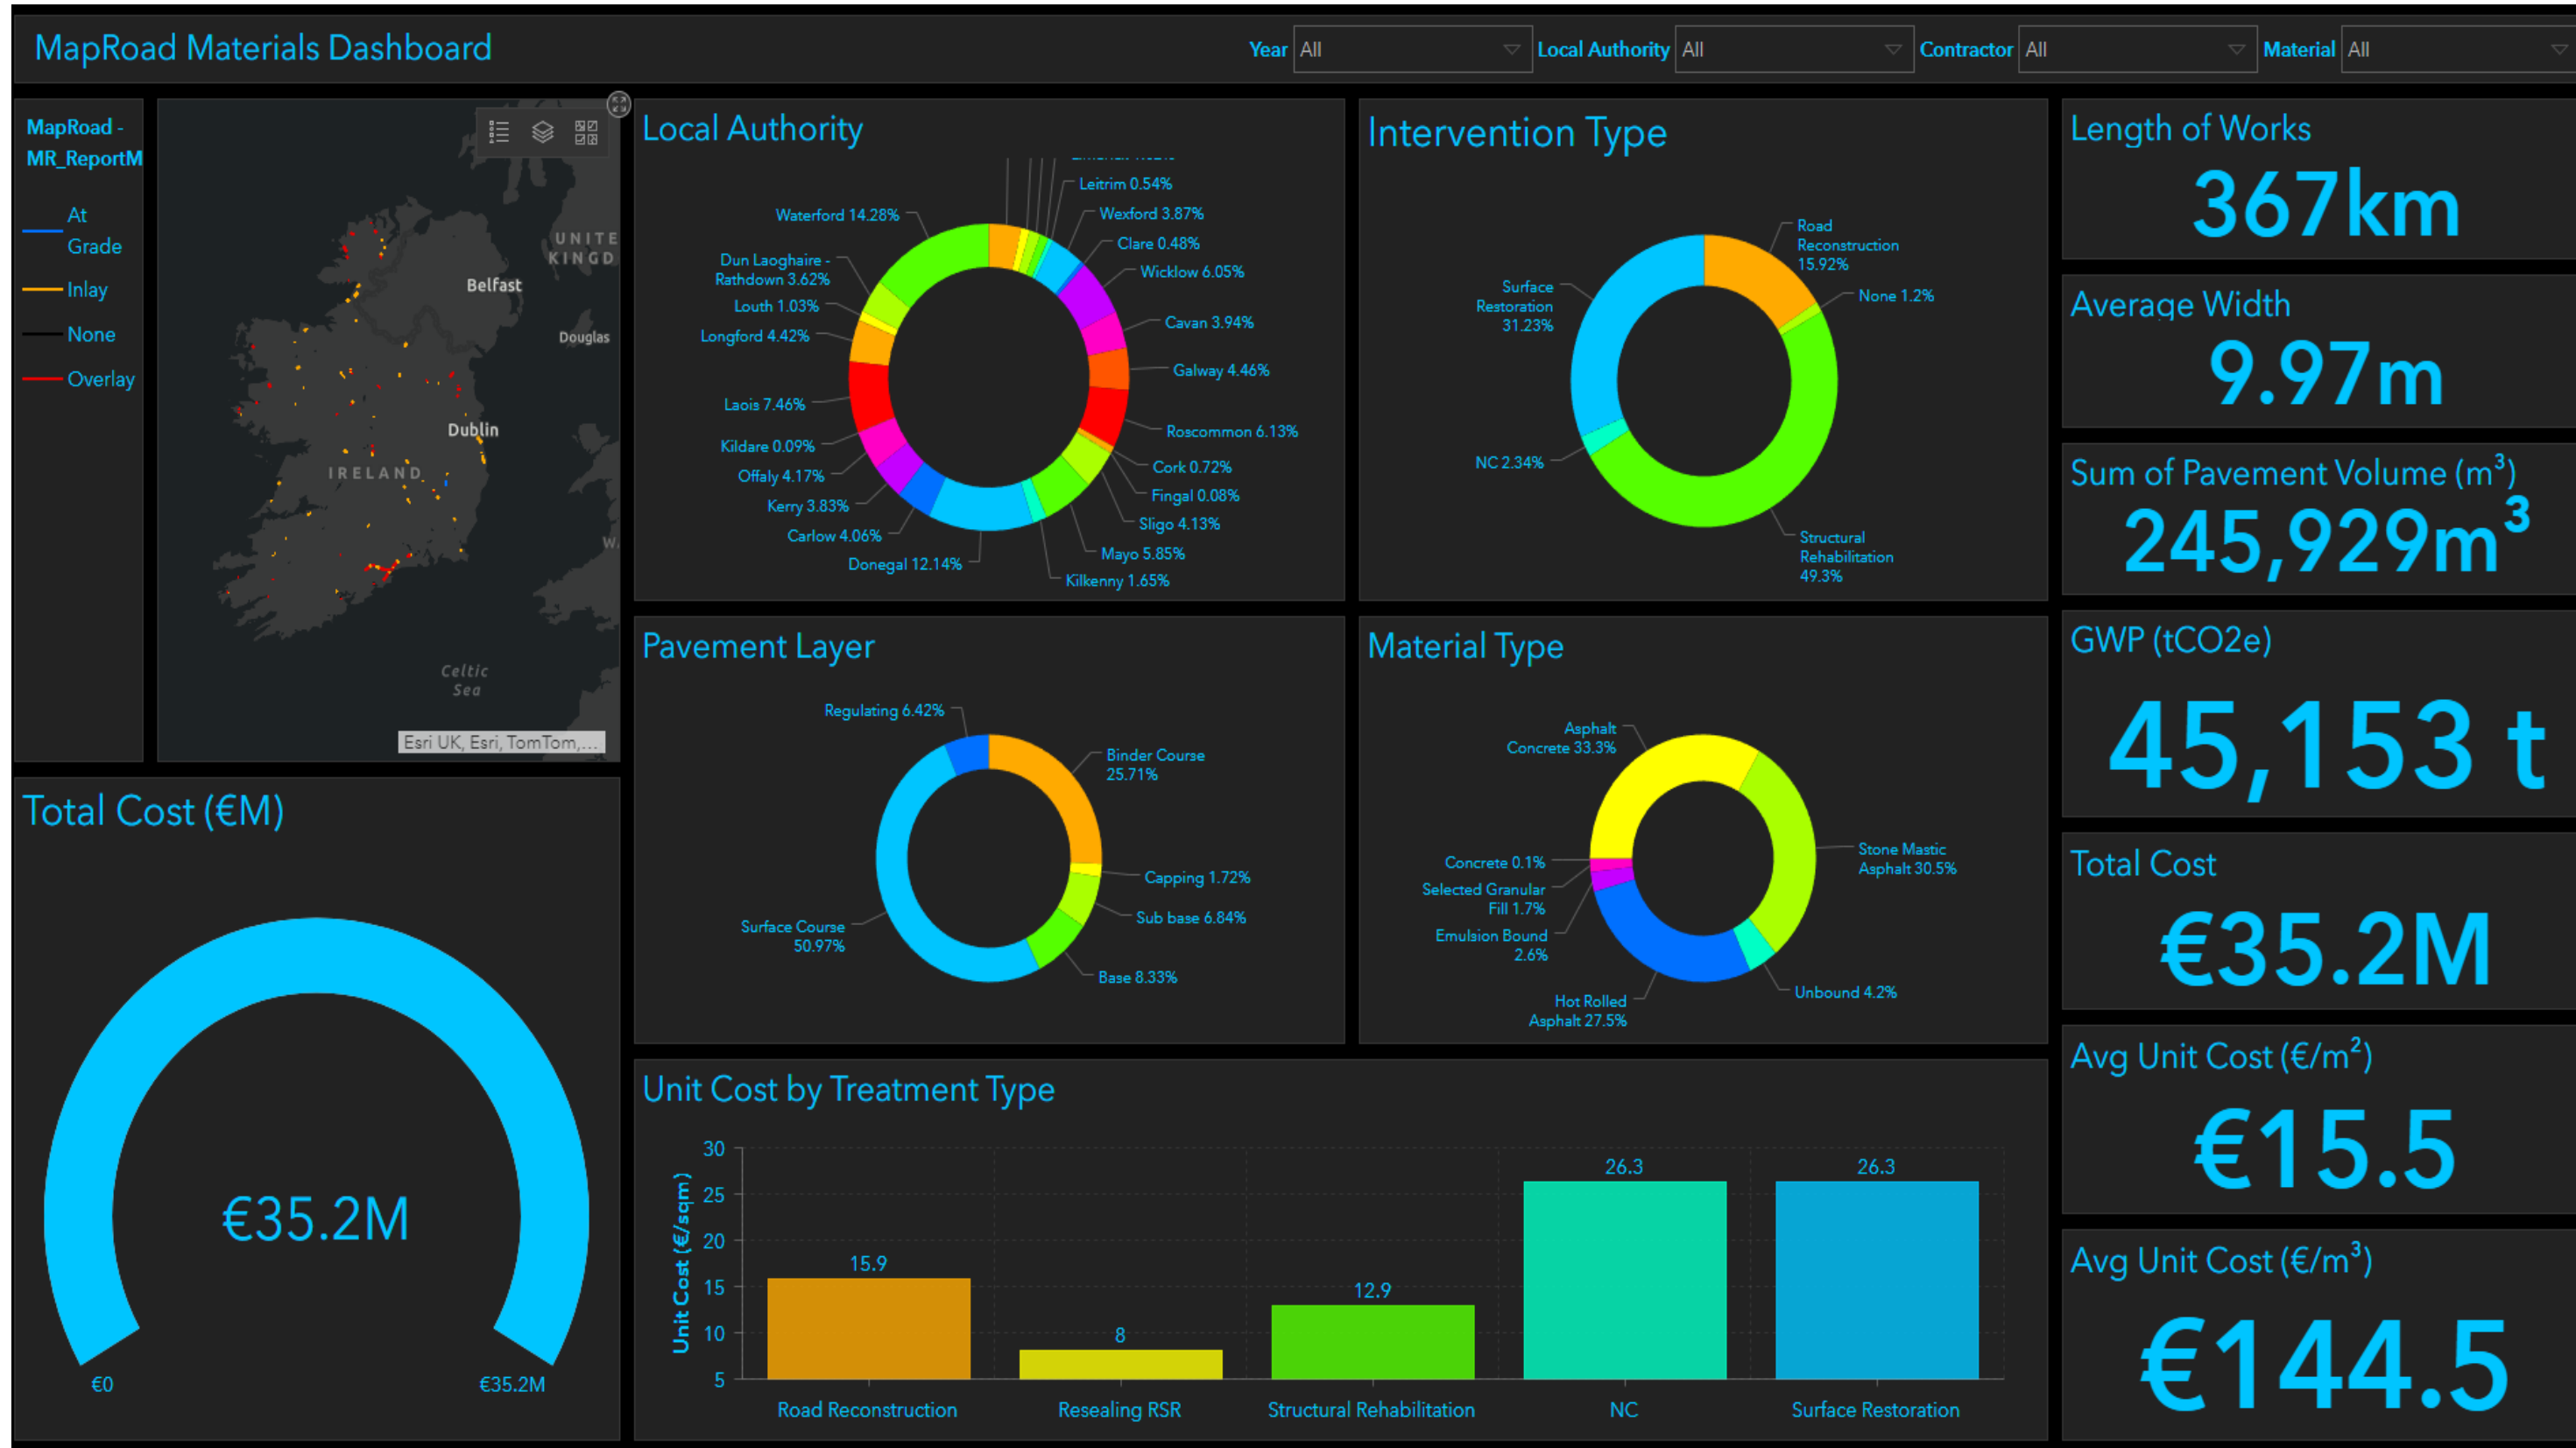 MapRoad Materials Dashboard
Year All
Local Authority All
Contractor All
Material All
MapRoad -
MR_ReportM
At
Grade
Inlay
None
Overlay
UNITE
KINGD
Belfast
Douglas
Dublin
IRELAND
W
Celtic
Sea
Esri UK, Esri, TomTom,...
Total Cost (€M)
€35.2M
€0
€35.2M
Local Authority
Leitrim 0.54%
Wexford 3.87%
Clare 0.48%
Wicklow 6.05%
Cavan 3.94%
Galway 4.46%
Roscommon 6.13%
Cork 0.72%
Fingal 0.08%
Sligo 4.13%
Mayo 5.85%
Kilkenny 1.65%
Donegal 12.14%
Carlow 4.06%
Kerry 3.83%
Offaly 4.17%
Kildare 0.09%
Laois 7.46%
Longford 4.42%
Louth 1.03%
Dun Laoghaire -
Rathdown 3.62%
Waterford 14.28%
Intervention Type
Road
Reconstruction
15.92%
None 1.2%
Structural
Rehabilitation
49.3%
NC 2.34%
Surface
Restoration
31.23%
Pavement Layer
Regulating 6.42%
Binder Course
25.71%
Capping 1.72%
Sub base 6.84%
Base 8.33%
Surface Course
50.97%
Material Type
Asphalt
Concrete 33.3%
Stone Mastic
Asphalt 30.5%
Unbound 4.2%
Hot Rolled
Asphalt 27.5%
Emulsion Bound
2.6%
Selected Granular
Fill 1.7%
Concrete 0.1%
Unit Cost by Treatment Type
Unit Cost (€/sqm)
30
25
20
15
10
5
15.9
8
12.9
26.3
26.3
Road Reconstruction
Resealing RSR
Structural Rehabilitation
NC
Surface Restoration
Length of Works
367km
Average Width
9.97m
Sum of Pavement Volume (m³)
245,929m³
GWP (tCO2e)
45,153 t
Total Cost
€35.2M
Avg Unit Cost (€/m²)
€15.5
Avg Unit Cost (€/m³)
€144.5